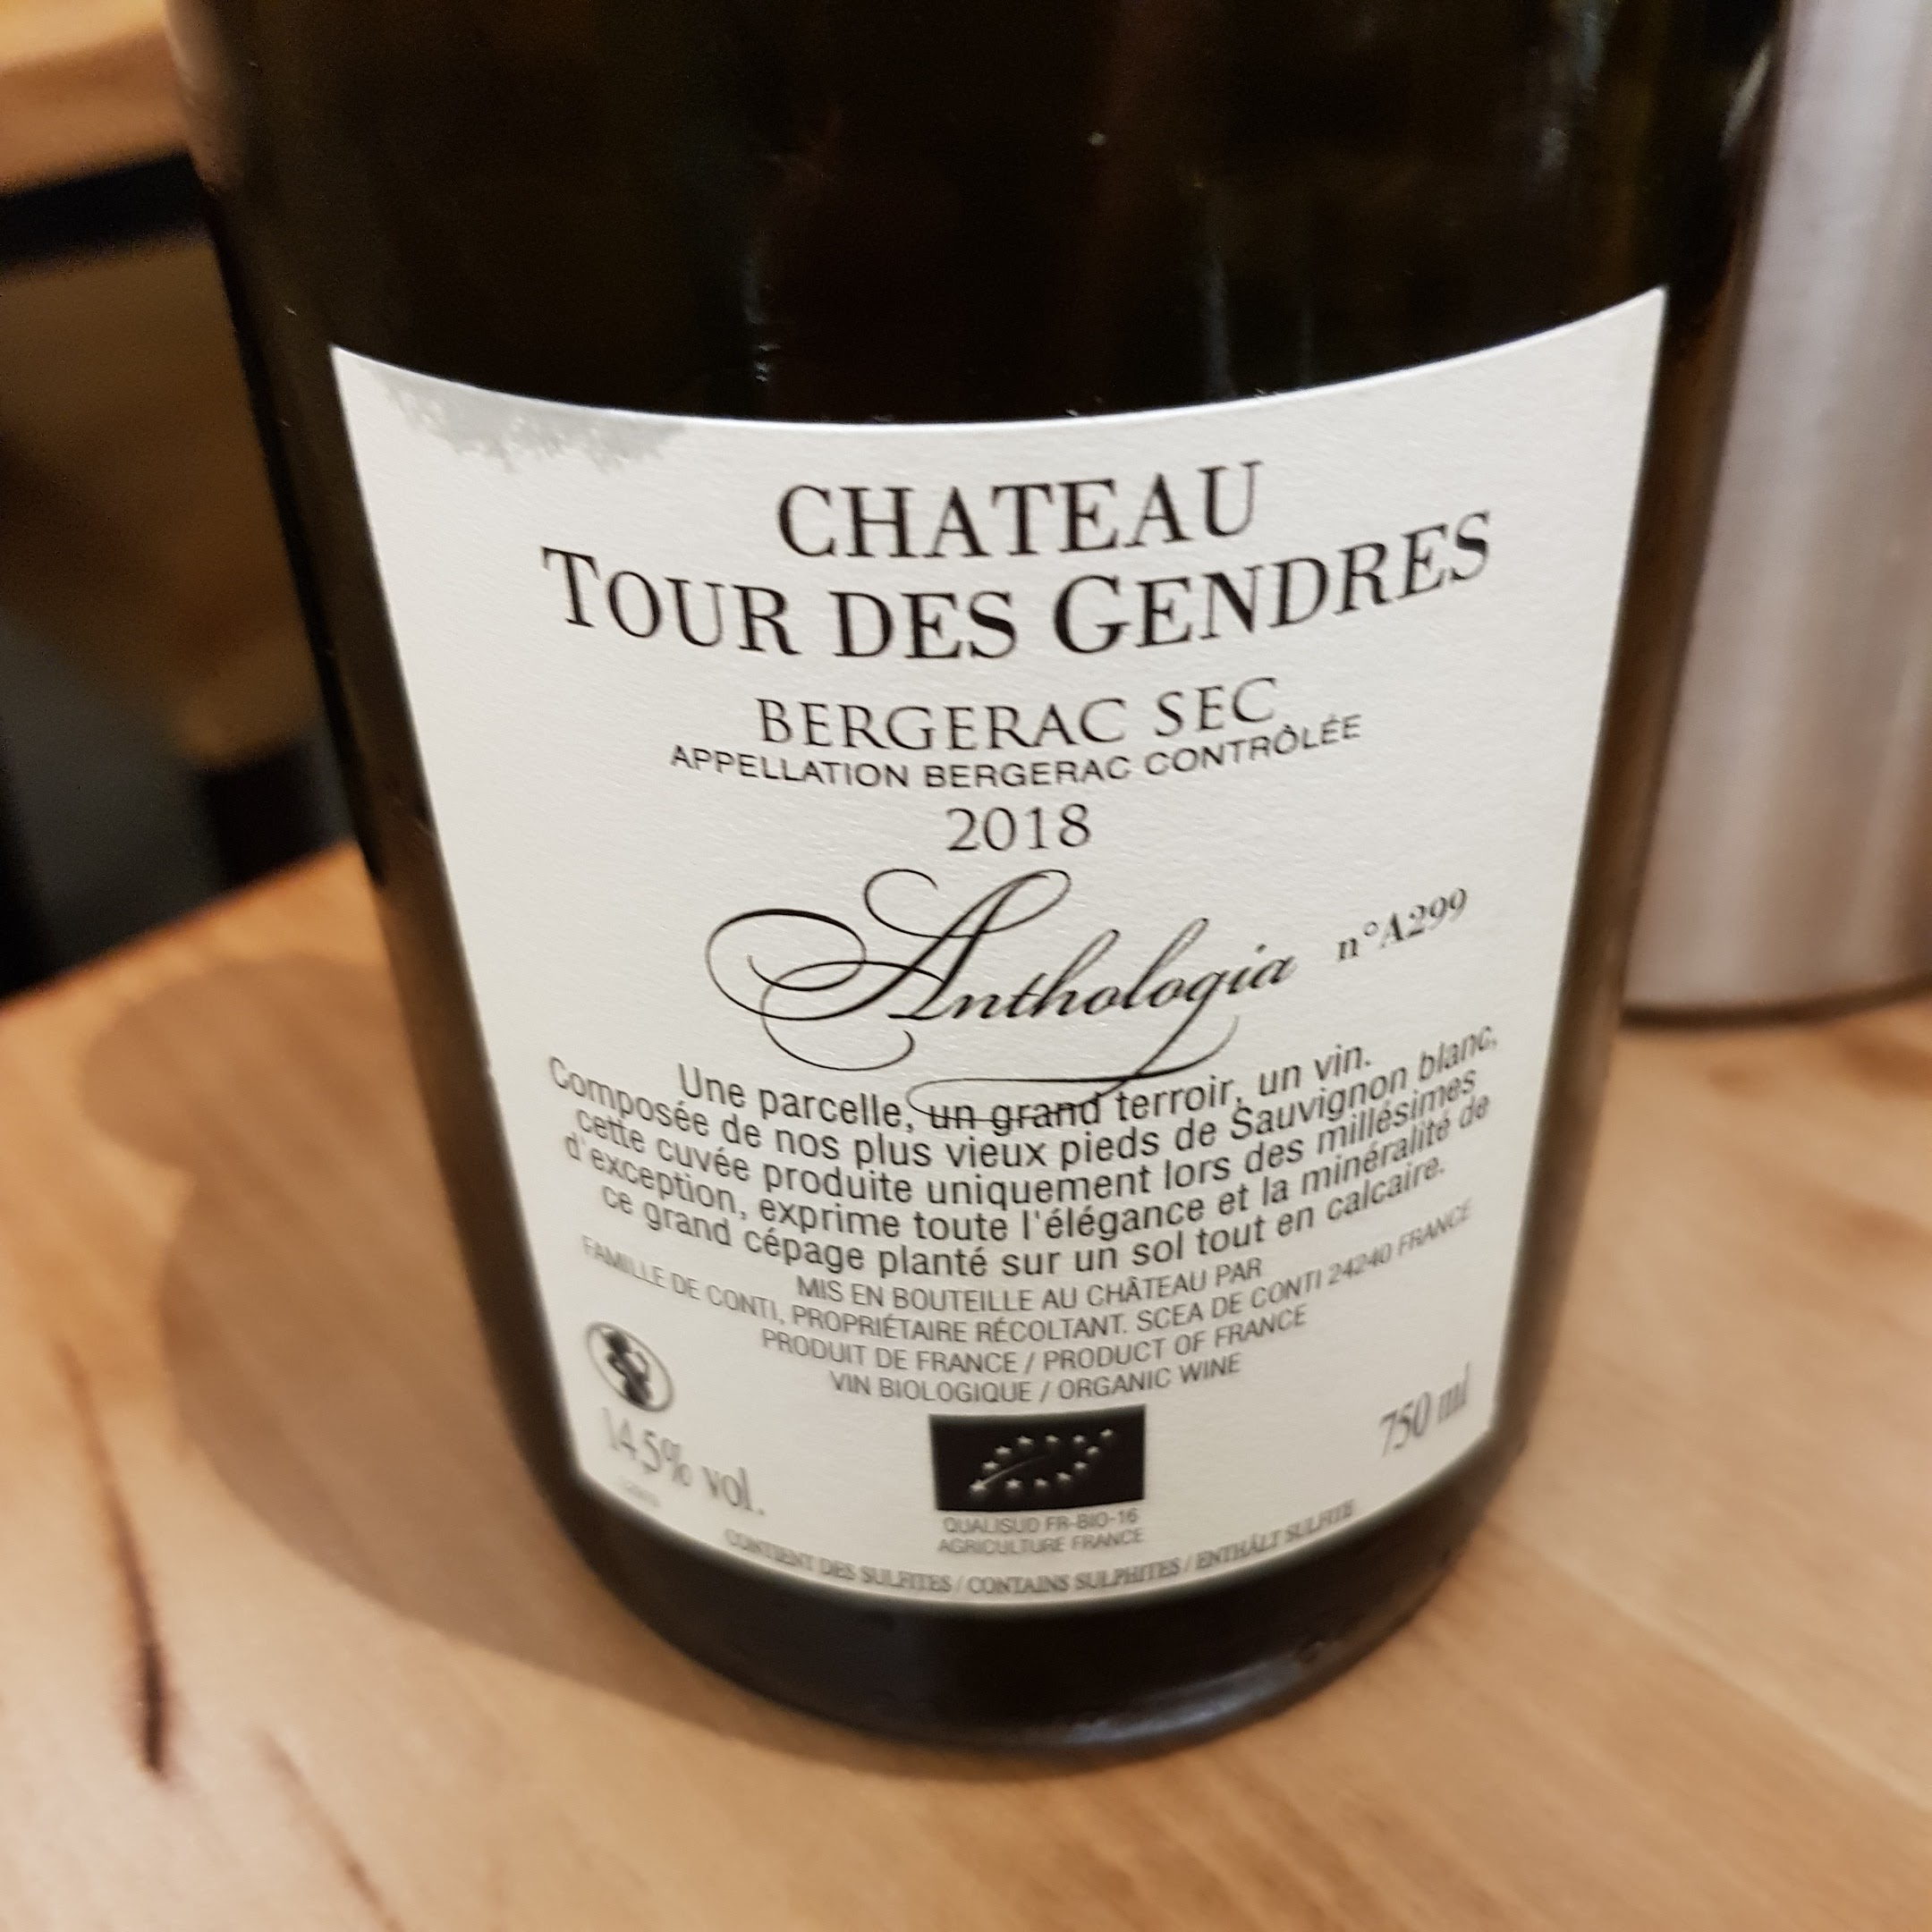 CHATEAU
TOUR DES GENDRES
BERGERAC SEC
APPELLATION BERGERAC CONTRÔLÉE
2018
Anthologia n°A299
Une parcelle, un grand terroir, un vin.
Composée de nos plus vieux pieds de Sauvignon blanc,
cette cuvée produite uniquement lors des millésimes
d'exception, exprime toute l'élégance et la minéralité de
ce grand cépage planté sur un sol tout en calcaire.
MIS EN BOUTEILLE AU CHÂTEAU PAR
FAMILLE DE CONTI, PROPRIÉTAIRE RÉCOLTANT. SCEA DE CONTI 24240 FRANCE
PRODUIT DE FRANCE / PRODUCT OF FRANCE
VIN BIOLOGIQUE / ORGANIC WINE
14,5% vol.
750 ml
QUALISUD FR-BIO-16
AGRICULTURE FRANCE
CONTIENT DES SULFITES / CONTAINS SULPHITES / ENTHÄLT SULFITE